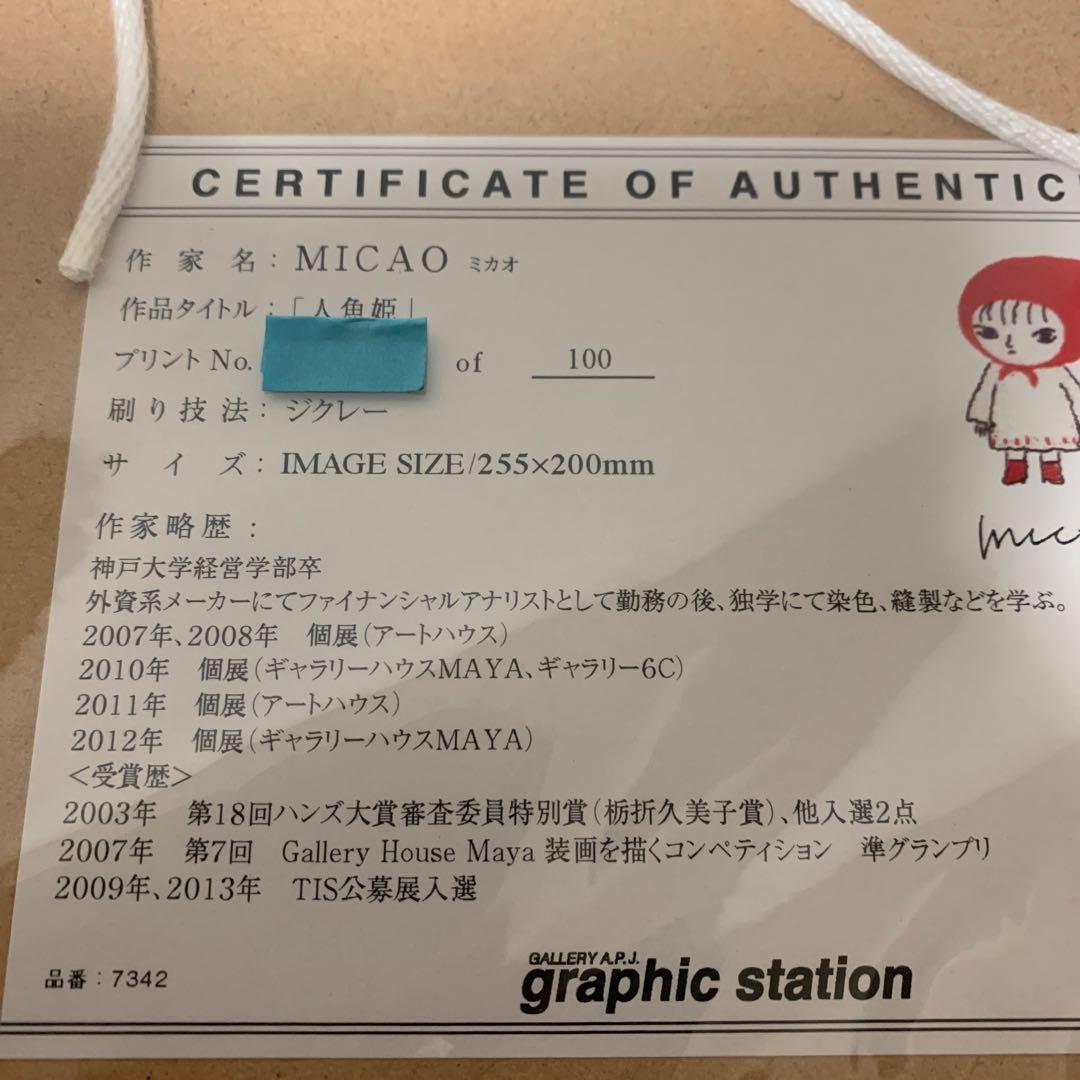 CERTIFICATE OF AUTHENTIC
作家名：MICAO ミカオ
作品タイトル：「人魚姫」
プリント No. of 100
刷り技法：ジクレー
サイズ：IMAGE SIZE/255×200mm
作家略歴：
神戸大学経営学部卒
外資系メーカーにてファイナンシャルアナリストとして勤務の後、独学にて染色、縫製などを学ぶ。
2007年、2008年　個展（アートハウス）
2010年　個展（ギャラリーハウスMAYA、ギャラリー6C）
2011年　個展（アートハウス）
2012年　個展（ギャラリーハウスMAYA）
＜受賞歴＞
2003年　第18回ハンズ大賞審査委員特別賞（栃折久美子賞）、他入選2点
2007年　第7回　Gallery House Maya 装画を描くコンペティション　準グランプリ
2009年、2013年　TIS公募展入選
品番：7342
GALLERY A.P.J.
graphic station